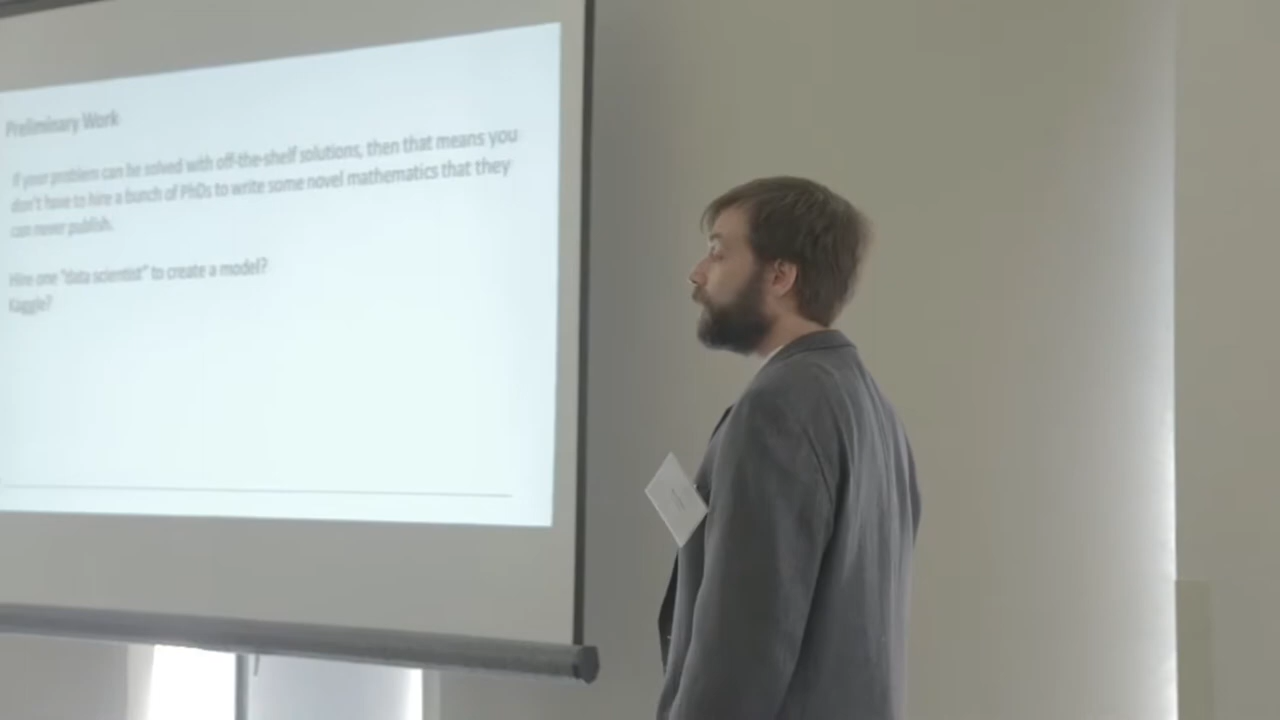 Preliminary Work
If your problem can be solved with off-the-shelf solutions, then that means you
don't have to hire a bunch of PhDs to write some novel mathematics that they
can never publish.
Hire one "data scientist" to create a model?
Kaggle?